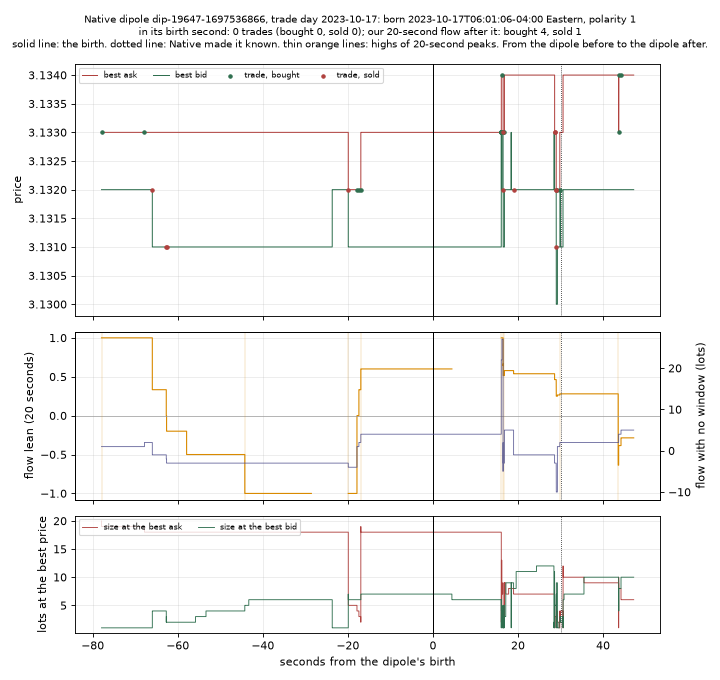 Native dipole dip-19647-1697536866, trade day 2023-10-17: born 2023-10-17T06:01:06-04:00 Eastern, polarity 1
in its birth second: 0 trades (bought 0, sold 0); our 20-second flow after it: bought 4, sold 1
solid line: the birth. dotted line: Native made it known. thin orange lines: highs of 20-second peaks. From the dipole before to the dipole after.
best ask
best bid
trade, bought
trade, sold
3.1340
3.1335
3.1330
3.1325
3.1320
3.1315
3.1310
3.1305
3.1300
price
1.0
0.5
0.0
−0.5
−1.0
flow lean (20 seconds)
20
10
0
−10
flow with no window (lots)
size at the best ask
size at the best bid
20
15
10
5
lots at the best price
−80
−60
−40
−20
0
20
40
seconds from the dipole's birth